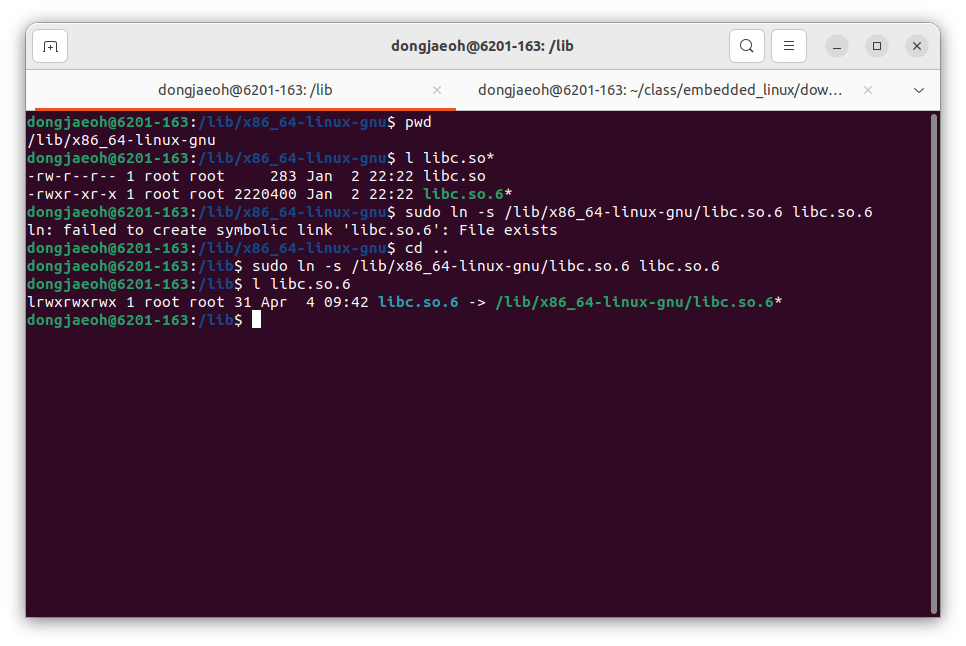 dongjaeoh@6201-163: /lib
dongjaeoh@6201-163: /lib
dongjaeoh@6201-163: ~/class/embedded_linux/dow…
dongjaeoh@6201-163:/lib/x86_64-linux-gnu$ pwd
/lib/x86_64-linux-gnu
dongjaeoh@6201-163:/lib/x86_64-linux-gnu$ l libc.so*
-rw-r--r-- 1 root root     283 Jan  2 22:22 libc.so
-rwxr-xr-x 1 root root 2220400 Jan  2 22:22 libc.so.6*
dongjaeoh@6201-163:/lib/x86_64-linux-gnu$ sudo ln -s /lib/x86_64-linux-gnu/libc.so.6 libc.so.6
ln: failed to create symbolic link 'libc.so.6': File exists
dongjaeoh@6201-163:/lib/x86_64-linux-gnu$ cd ..
dongjaeoh@6201-163:/lib$ sudo ln -s /lib/x86_64-linux-gnu/libc.so.6 libc.so.6
dongjaeoh@6201-163:/lib$ l libc.so.6
lrwxrwxrwx 1 root root 31 Apr  4 09:42 libc.so.6 -> /lib/x86_64-linux-gnu/libc.so.6*
dongjaeoh@6201-163:/lib$